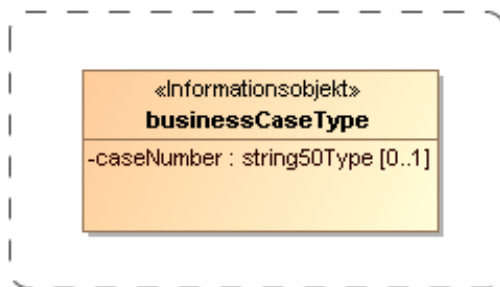 «Informationsobjekt»
businessCaseType
-caseNumber : string50Type [0..1]